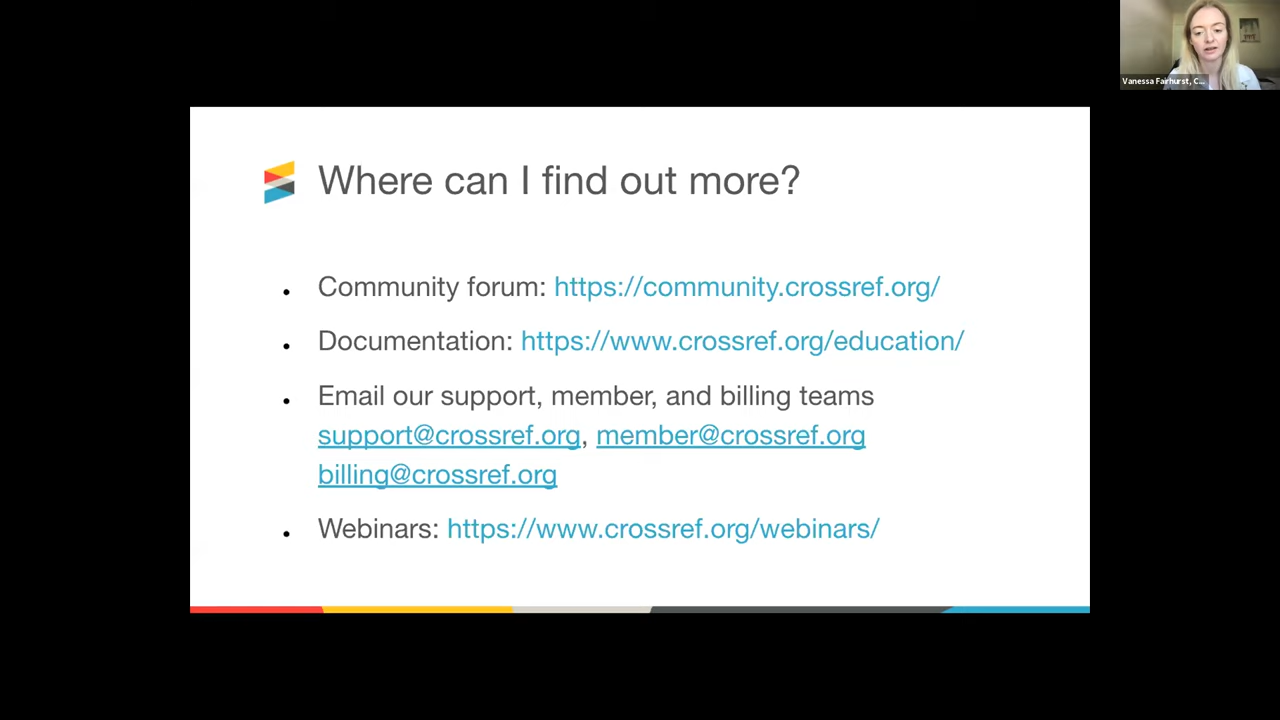 Vanessa Fairhurst, C...
Where can I find out more?
Community forum: https://community.crossref.org/
Documentation: https://www.crossref.org/education/
Email our support, member, and billing teams
support@crossref.org, member@crossref.org
billing@crossref.org
Webinars: https://www.crossref.org/webinars/